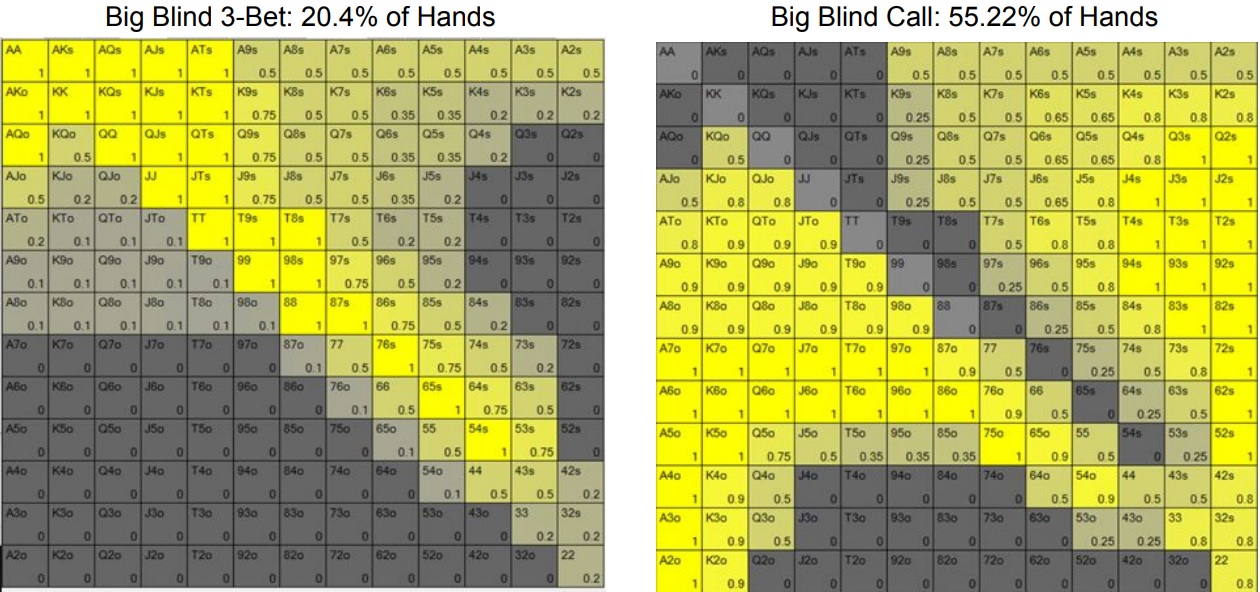 Big Blind 3-Bet: 20.4% of Hands
AA AKs AQs AJs ATs A9s A8s A7s A6s A5s A4s A3s A2s
1 1 1 1 1 0.5 0.5 0.5 0.5 0.5 0.5 0.5 0.5
AKo KK KQs KJs KTs K9s K8s K7s K6s K5s K4s K3s K2s
1 1 1 1 1 0.75 0.5 0.5 0.35 0.35 0.2 0.2 0.2
AQo KQo QQ QJs QTs Q9s Q8s Q7s Q6s Q5s Q4s Q3s Q2s
1 0.5 1 1 1 0.75 0.5 0.5 0.35 0.35 0.2 0 0
AJo KJo QJo JJ JTs J9s J8s J7s J6s J5s J4s J3s J2s
0.5 0.2 0.2 1 1 0.75 0.5 0.5 0.35 0.2 0 0 0
ATo KTo QTo JTo TT T9s T8s T7s T6s T5s T4s T3s T2s
0.2 0.1 0.1 0.1 1 1 1 0.5 0.2 0.2 0 0 0
A9o K9o Q9o J9o T9o 99 98s 97s 96s 95s 94s 93s 92s
0.1 0.1 0.1 0.1 0.1 1 1 0.75 0.5 0.2 0 0 0
A8o K8o Q8o J8o T8o 98o 88 87s 86s 85s 84s 83s 82s
0.1 0.1 0.1 0.1 0.1 0.1 1 1 0.75 0.5 0.2 0 0
A7o K7o Q7o J7o T7o 97o 87o 77 76s 75s 74s 73s 72s
0 0 0 0 0 0 0.1 0.5 1 0.75 0.5 0.2 0
A6o K6o Q6o J6o T6o 96o 86o 76o 66 65s 64s 63s 62s
0 0 0 0 0 0 0 0.1 0.5 1 0.75 0.5 0
A5o K5o Q5o J5o T5o 95o 85o 75o 65o 55 54s 53s 52s
0 0 0 0 0 0 0 0 0.1 0.5 1 0.75 0
A4o K4o Q4o J4o T4o 94o 84o 74o 64o 54o 44 43s 42s
0 0 0 0 0 0 0 0 0 0.1 0.5 0.5 0.2
A3o K3o Q3o J3o T3o 93o 83o 73o 63o 53o 43o 33 32s
0 0 0 0 0 0 0 0 0 0 0 0.2 0.2
A2o K2o Q2o J2o T2o 92o 82o 72o 62o 52o 42o 32o 22
0 0 0 0 0 0 0 0 0 0 0 0 0.2
Big Blind Call: 55.22% of Hands
AA AKs AQs AJs ATs A9s A8s A7s A6s A5s A4s A3s A2s
0 0 0 0 0 0.5 0.5 0.5 0.5 0.5 0.5 0.5 0.5
AKo KK KQs KJs KTs K9s K8s K7s K6s K5s K4s K3s K2s
0 0 0 0 0 0.25 0.5 0.5 0.65 0.65 0.8 0.8 0.8
AQo KQo QQ QJs QTs Q9s Q8s Q7s Q6s Q5s Q4s Q3s Q2s
0 0.5 0 0 0 0.25 0.5 0.5 0.65 0.65 0.8 1 1
AJo KJo QJo JJ JTs J9s J8s J7s J6s J5s J4s J3s J2s
0.5 0.8 0.8 0 0 0.25 0.5 0.5 0.65 0.8 1 1 1
ATo KTo QTo JTo TT T9s T8s T7s T6s T5s T4s T3s T2s
0.8 0.9 0.9 0.9 0 0 0 0.5 0.8 0.8 1 1 1
A9o K9o Q9o J9o T9o 99 98s 97s 96s 95s 94s 93s 92s
0.9 0.9 0.9 0.9 0.9 0 0 0.25 0.5 0.8 1 1 1
A8o K8o Q8o J8o T8o 98o 88 87s 86s 85s 84s 83s 82s
0.9 0.9 0.9 0.9 0.9 0.9 0 0 0.25 0.5 0.8 1 1
A7o K7o Q7o J7o T7o 97o 87o 77 76s 75s 74s 73s 72s
1 1 1 1 1 1 0.9 0.5 0 0.25 0.5 0.8 1
A6o K6o Q6o J6o T6o 96o 86o 76o 66 65s 64s 63s 62s
1 1 1 1 1 1 1 0.9 0.5 0 0.25 0.5 1
A5o K5o Q5o J5o T5o 95o 85o 75o 65o 55 54s 53s 52s
1 1 0.75 0.5 0.35 0.35 0.35 1 0.9 0.5 0 0.25 1
A4o K4o Q4o J4o T4o 94o 84o 74o 64o 54o 44 43s 42s
1 0.9 0.5 0 0 0 0 0 0.5 0.9 0.5 0.5 0.8
A3o K3o Q3o J3o T3o 93o 83o 73o 63o 53o 43o 33 32s
1 0.9 0.5 0 0 0 0 0 0 0.25 0.25 0.8 0.8
A2o K2o Q2o J2o T2o 92o 82o 72o 62o 52o 42o 32o 22
1 0.9 0 0 0 0 0 0 0 0 0 0 0.8